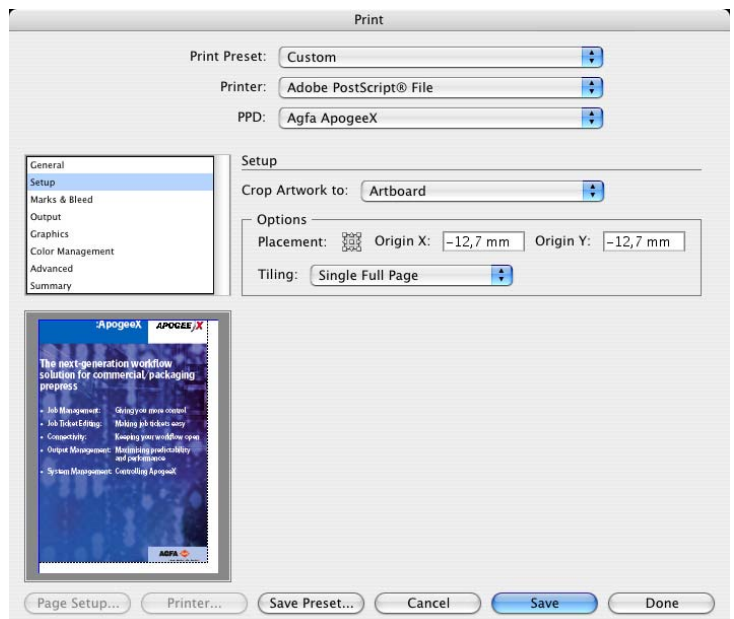 Print
Print Preset: Custom
Printer: Adobe PostScript® File
PPD: Agfa ApogeeX
General
Setup
Marks & Bleed
Output
Graphics
Color Management
Advanced
Summary
Setup
Crop Artwork to: Artboard
Options
Placement: Origin X: -12,7 mm Origin Y: -12,7 mm
Tiling: Single Full Page
:ApogeeX APOGEE X
The next-generation workflow
solution for commercial/packaging
prepress
• Job Management: Giving you more control
• Job Ticket Editing: Making job tickets easy
• Connectivity: Keeping your workflow open
• Output Management: Maximising predictability
and performance
• System Management: Controlling ApogeeX
AGFA
Page Setup... Printer... Save Preset... Cancel Save Done